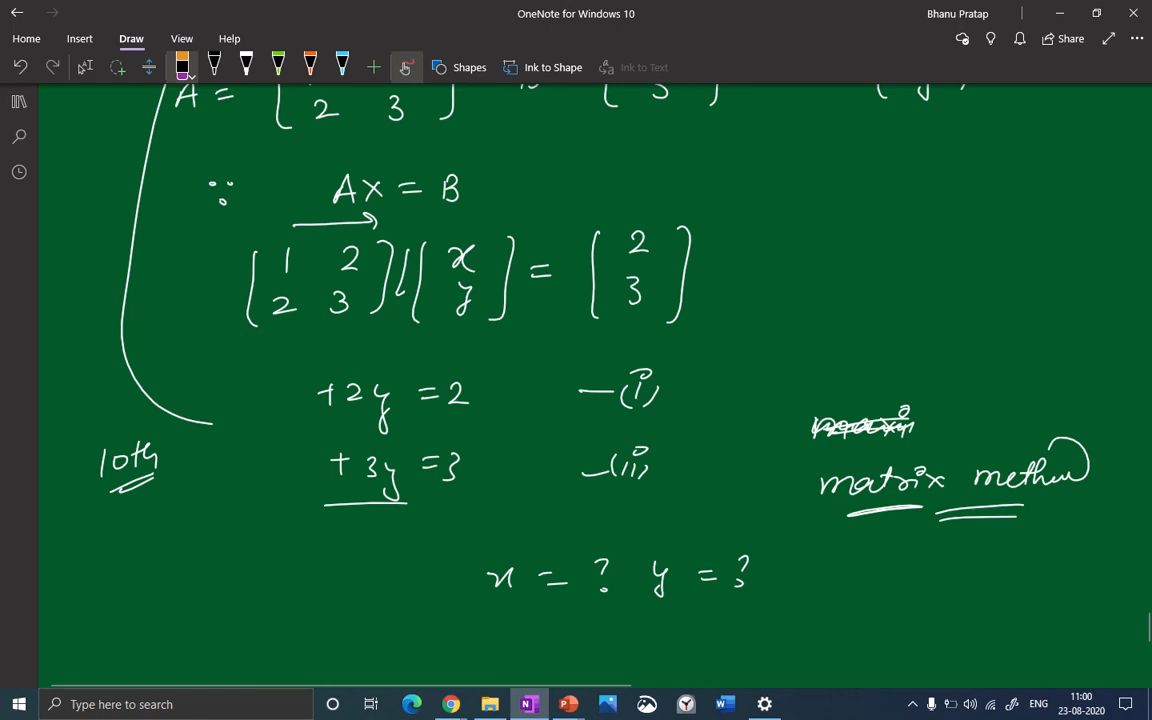 OneNote for Windows 10
Bhanu Pratap
Home Insert Draw View Help
Share
Shapes
Ink to Shape
Ink to Text
A =
2 3
∵ AX = B
[1 2] [x] = [2]
[2 3] [y] [3]
+2y = 2 —(i)
+ 3y = 3 —(ii)
10th
matrix method
x = ? y = ?
Type here to search
ENG
11:00
23-08-2020